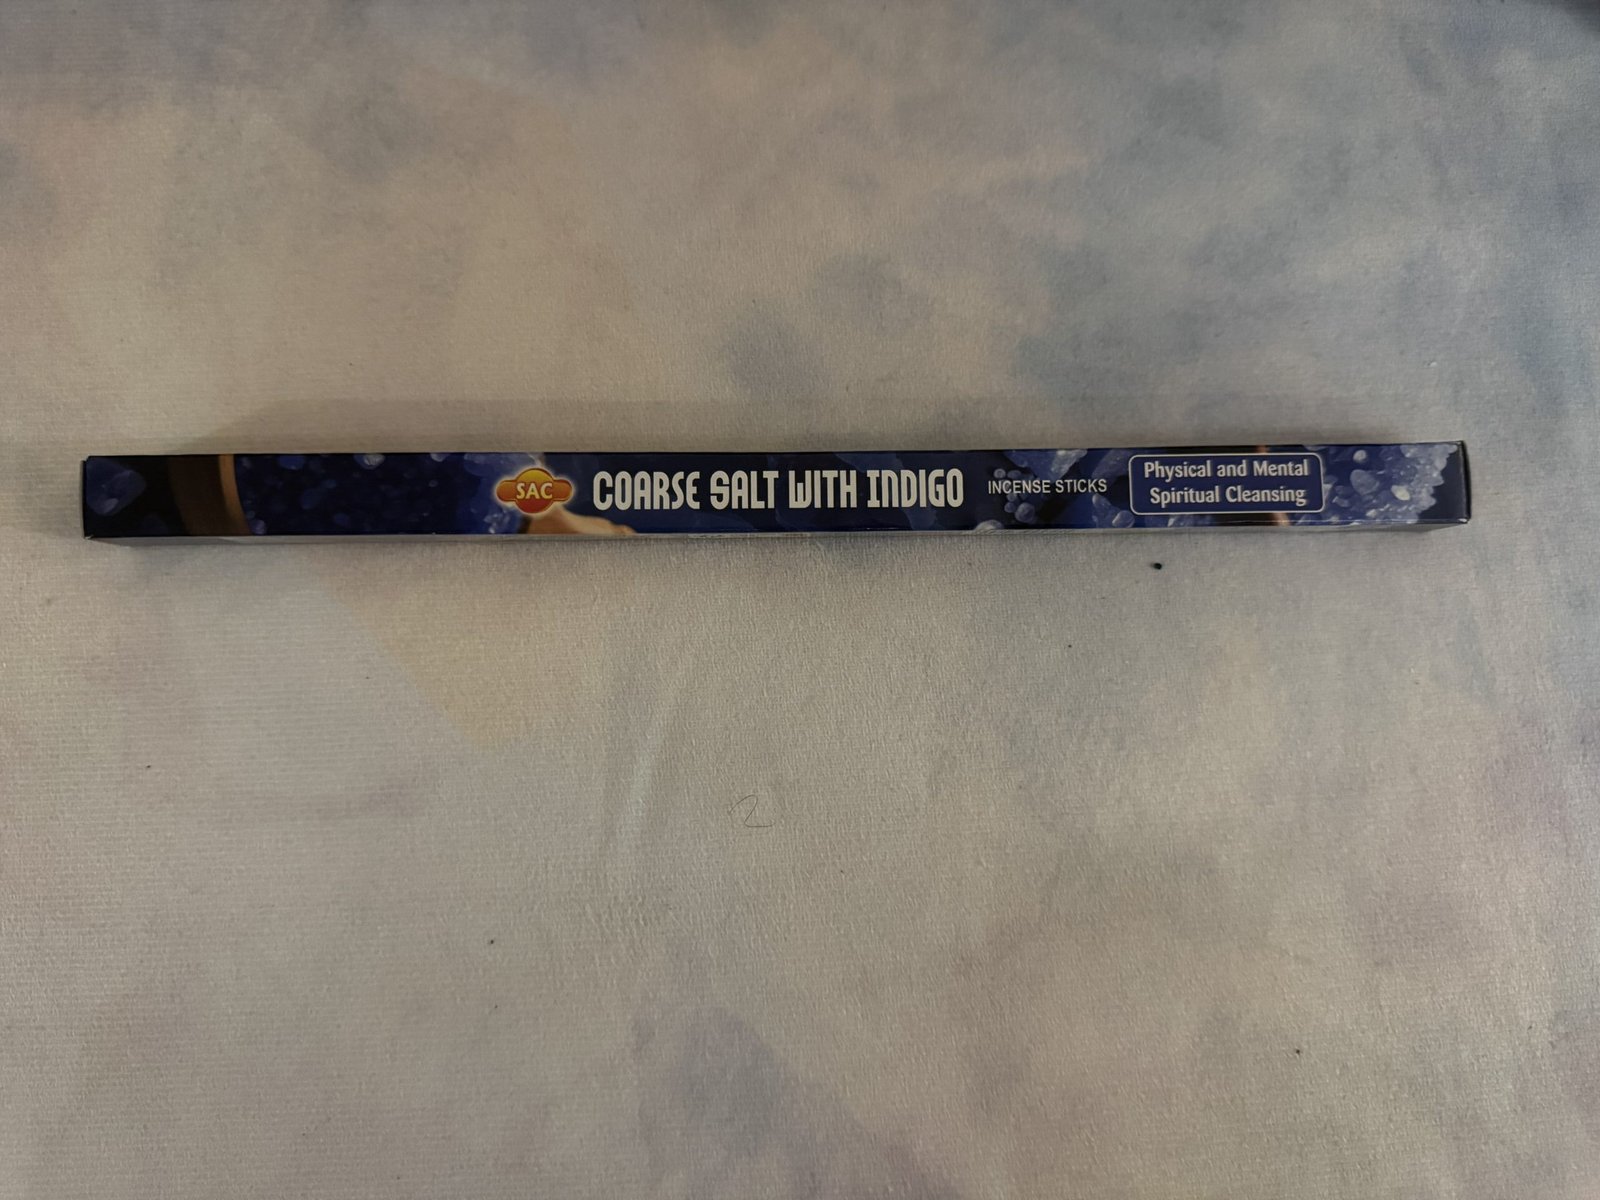 SAC
COARSE SALT WITH INDIGO
INCENSE STICKS
Physical and Mental
Spiritual Cleansing